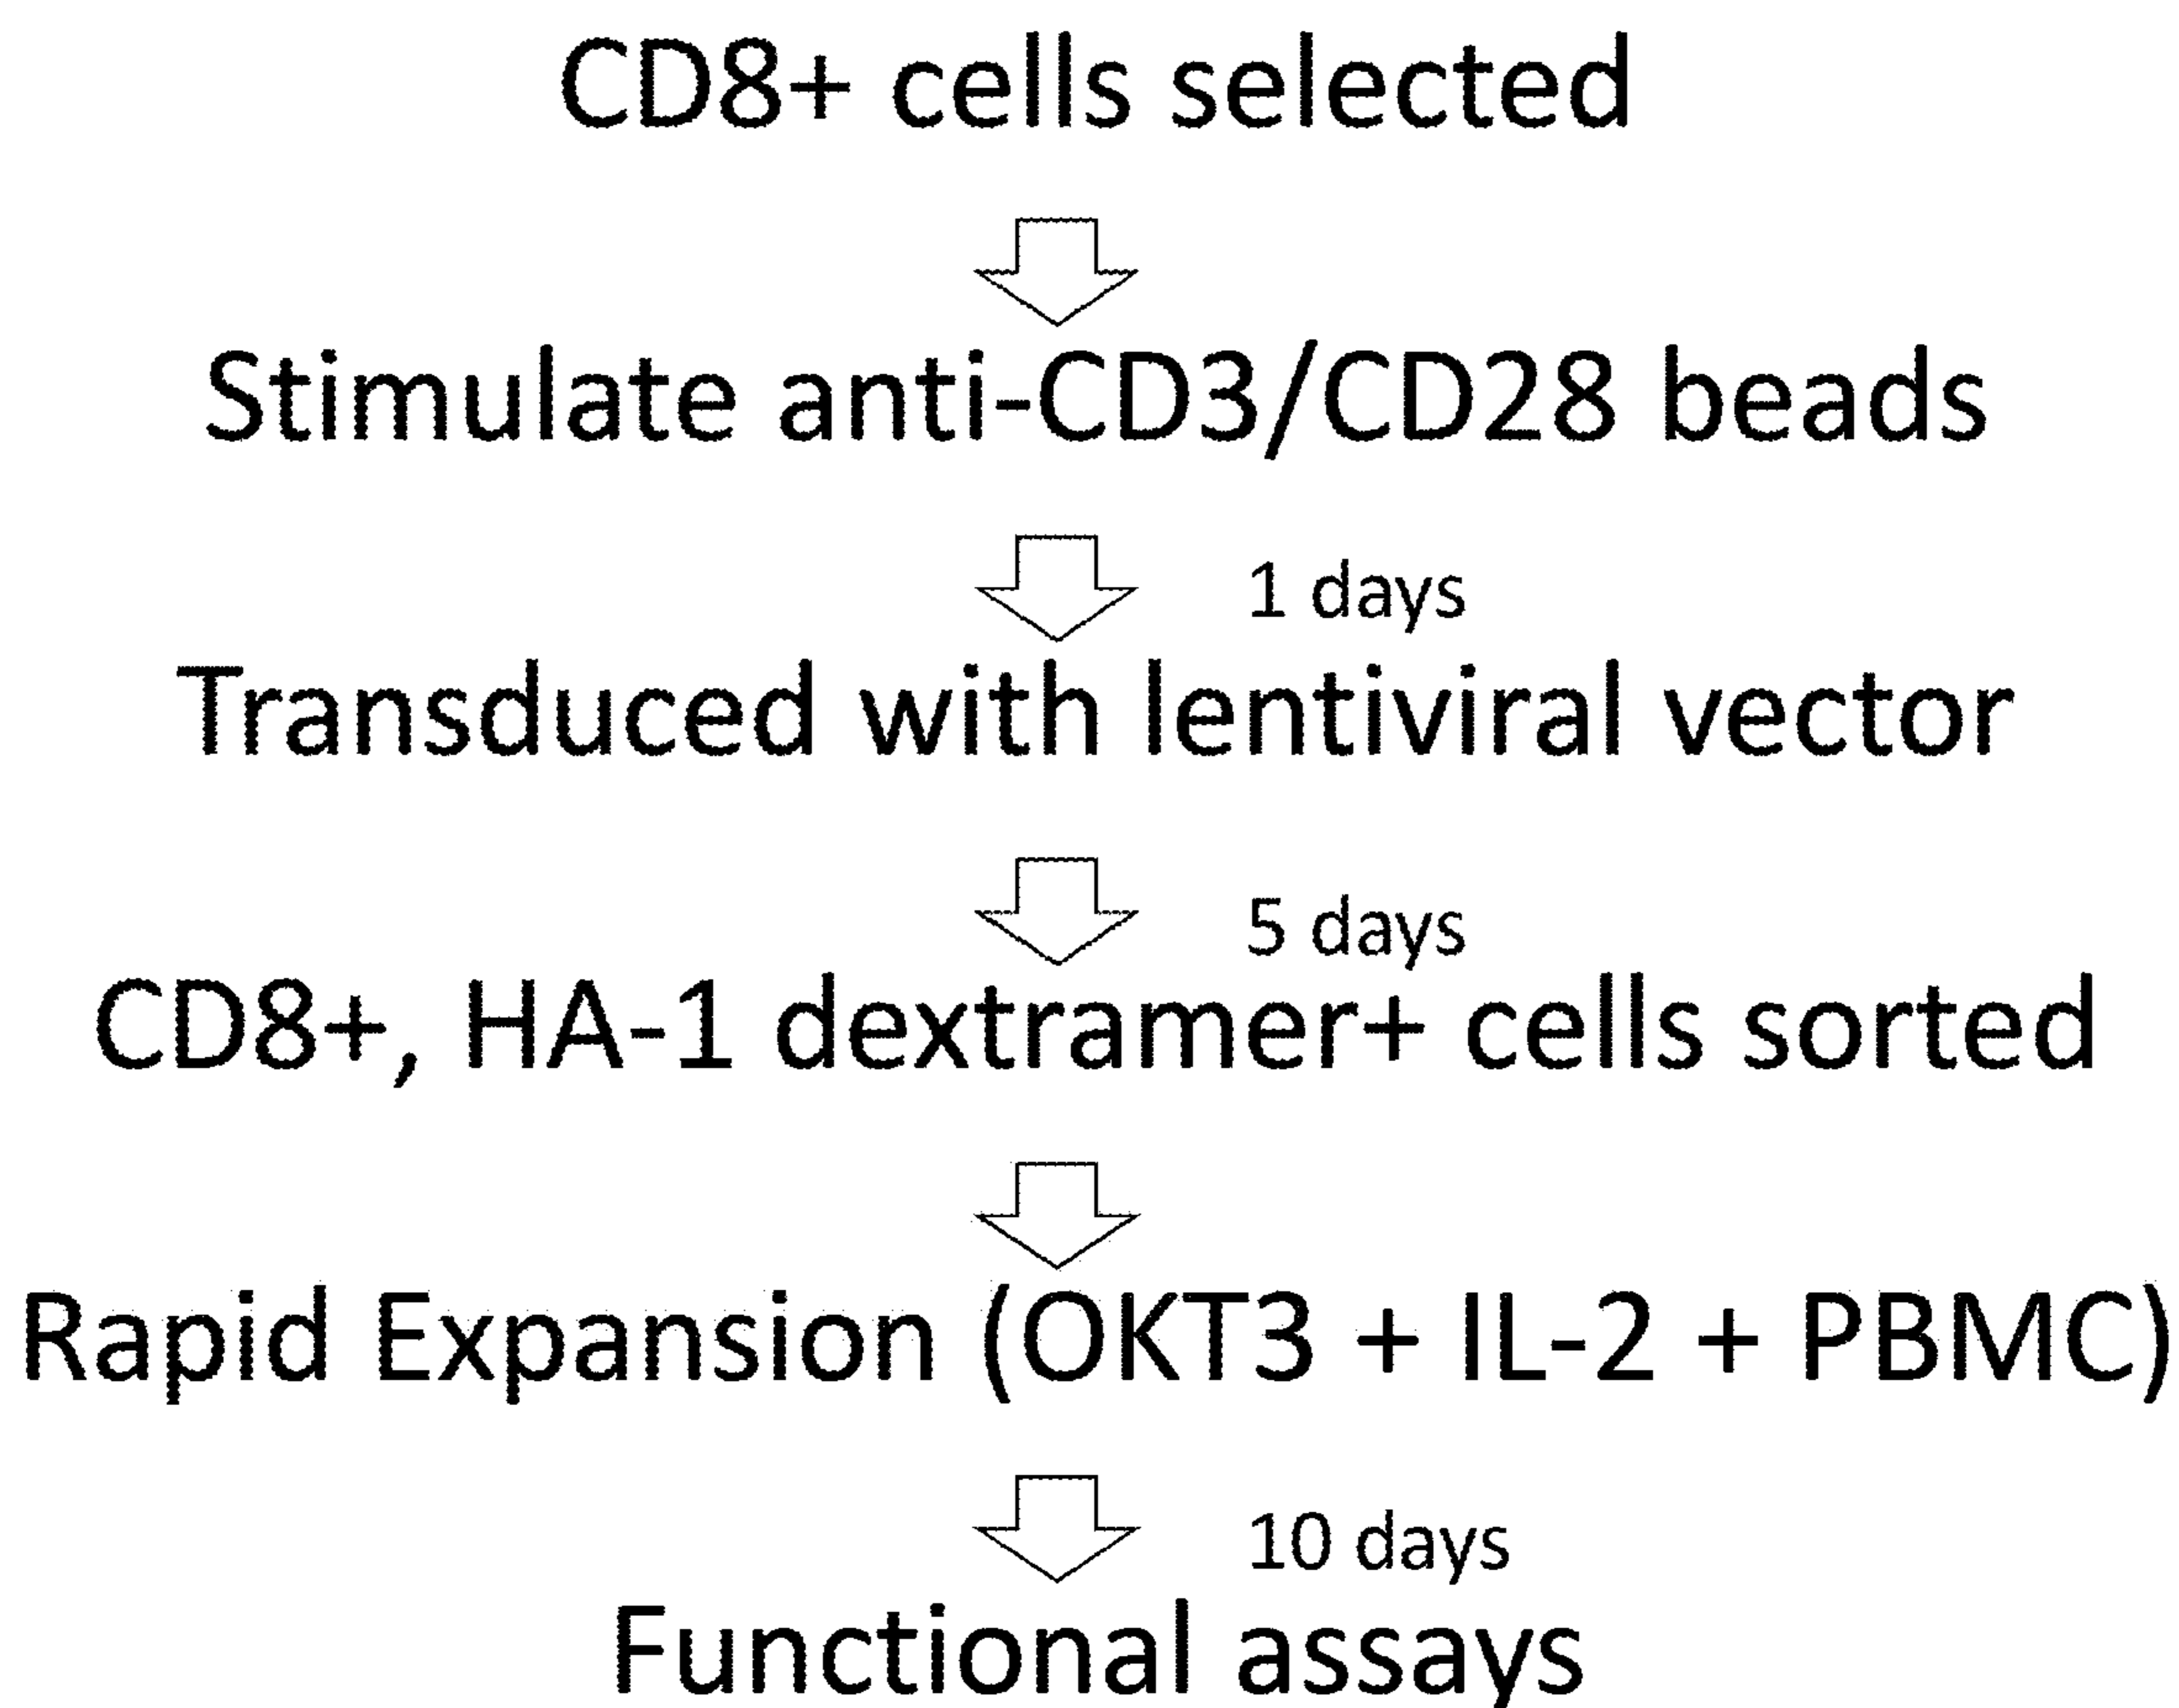 CD8+ cells selected
Stimulate anti-CD3/CD28 beads
1 days
Transduced with lentiviral vector
5 days
CD8+, HA-1 dextramer+ cells sorted
Rapid Expansion (OKT3 + IL-2 + PBMC)
10 days
Functional assays